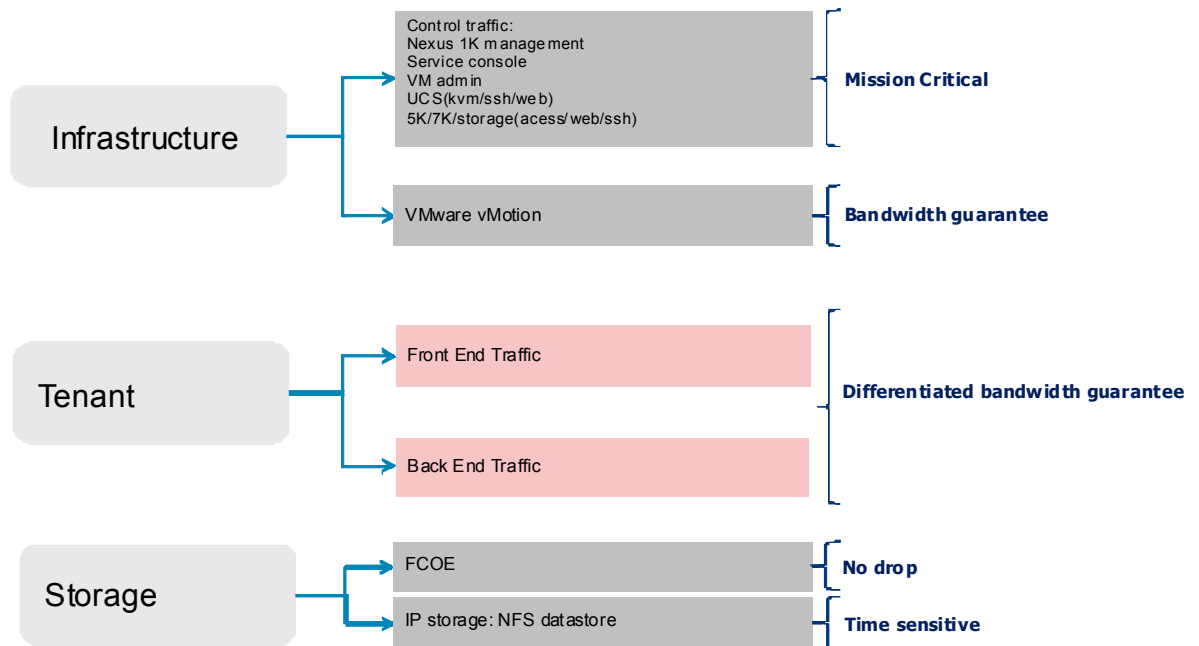 Infrastructure
Control traffic:
Nexus 1K management
Service console
VM admin
UCS(kvm/ssh/web)
5K/7K/storage(acess/web/ssh)
Mission Critical
VMware vMotion
Bandwidth guarantee
Tenant
Front End Traffic
Back End Traffic
Differentiated bandwidth guarantee
Storage
FCOE
No drop
IP storage: NFS datastore
Time sensitive